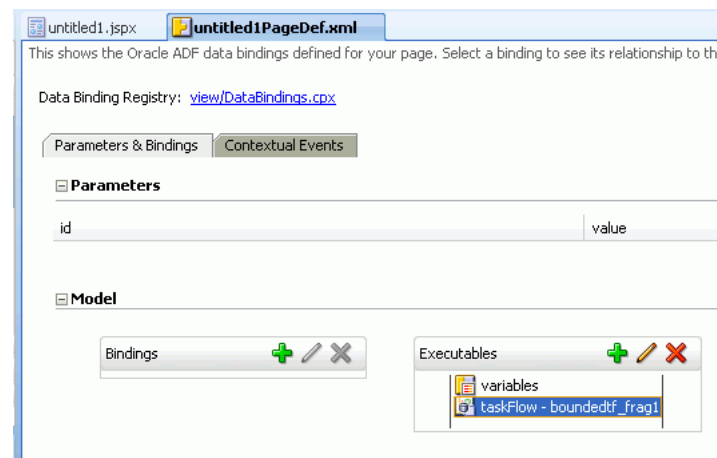 untitled1.jspx untitled1PageDef.xml
This shows the Oracle ADF data bindings defined for your page. Select a binding to see its relationship to th
Data Binding Registry: view/DataBindings.cpx
Parameters & Bindings Contextual Events
Parameters
id value
Model
Bindings Executables
variables
taskFlow - boundedtf_frag1